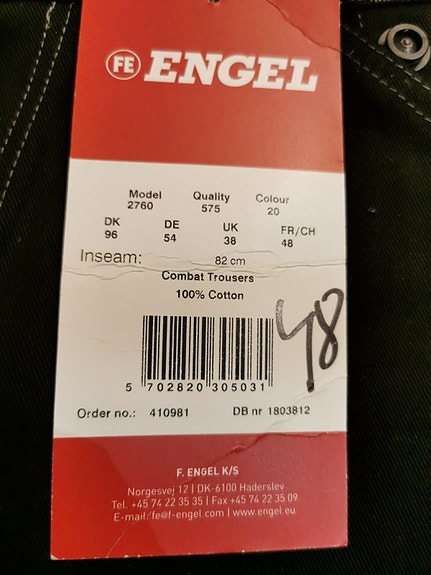 FE ENGEL
Model Quality Colour
2760 575 20
DK DE UK FR/CH
96 54 38 48
Inseam: 82 cm
Combat Trousers
100% Cotton
48
5 702820 305031
Order no.: 410981 DB nr 1803812
F. ENGEL K/S
Norgesvej 12 | DK-6100 Haderslev
Tel. +45 74 22 35 35 | Fax +45 74 22 35 09
E-mail: fe@f-engel.com | www.engel.eu